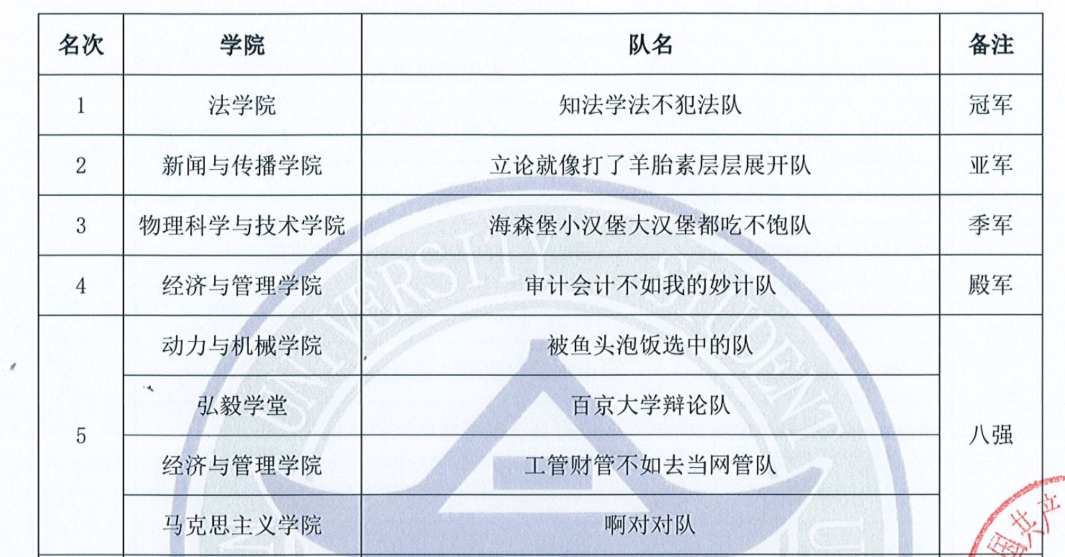 名次 学院 队名 备注
1 法学院 知法学法不犯法队 冠军
2 新闻与传播学院 立论就像打了羊胎素层层展开队 亚军
3 物理科学与技术学院 海森堡小汉堡大汉堡都吃不饱队 季军
4 经济与管理学院 审计会计不如我的妙计队 殿军
动力与机械学院 被鱼头泡饭选中的队
弘毅学堂 百京大学辩论队
5 八强
经济与管理学院 工管财管不如去当网管队
马克思主义学院 啊对对队
UNIVERSITY STUDENT
国共产